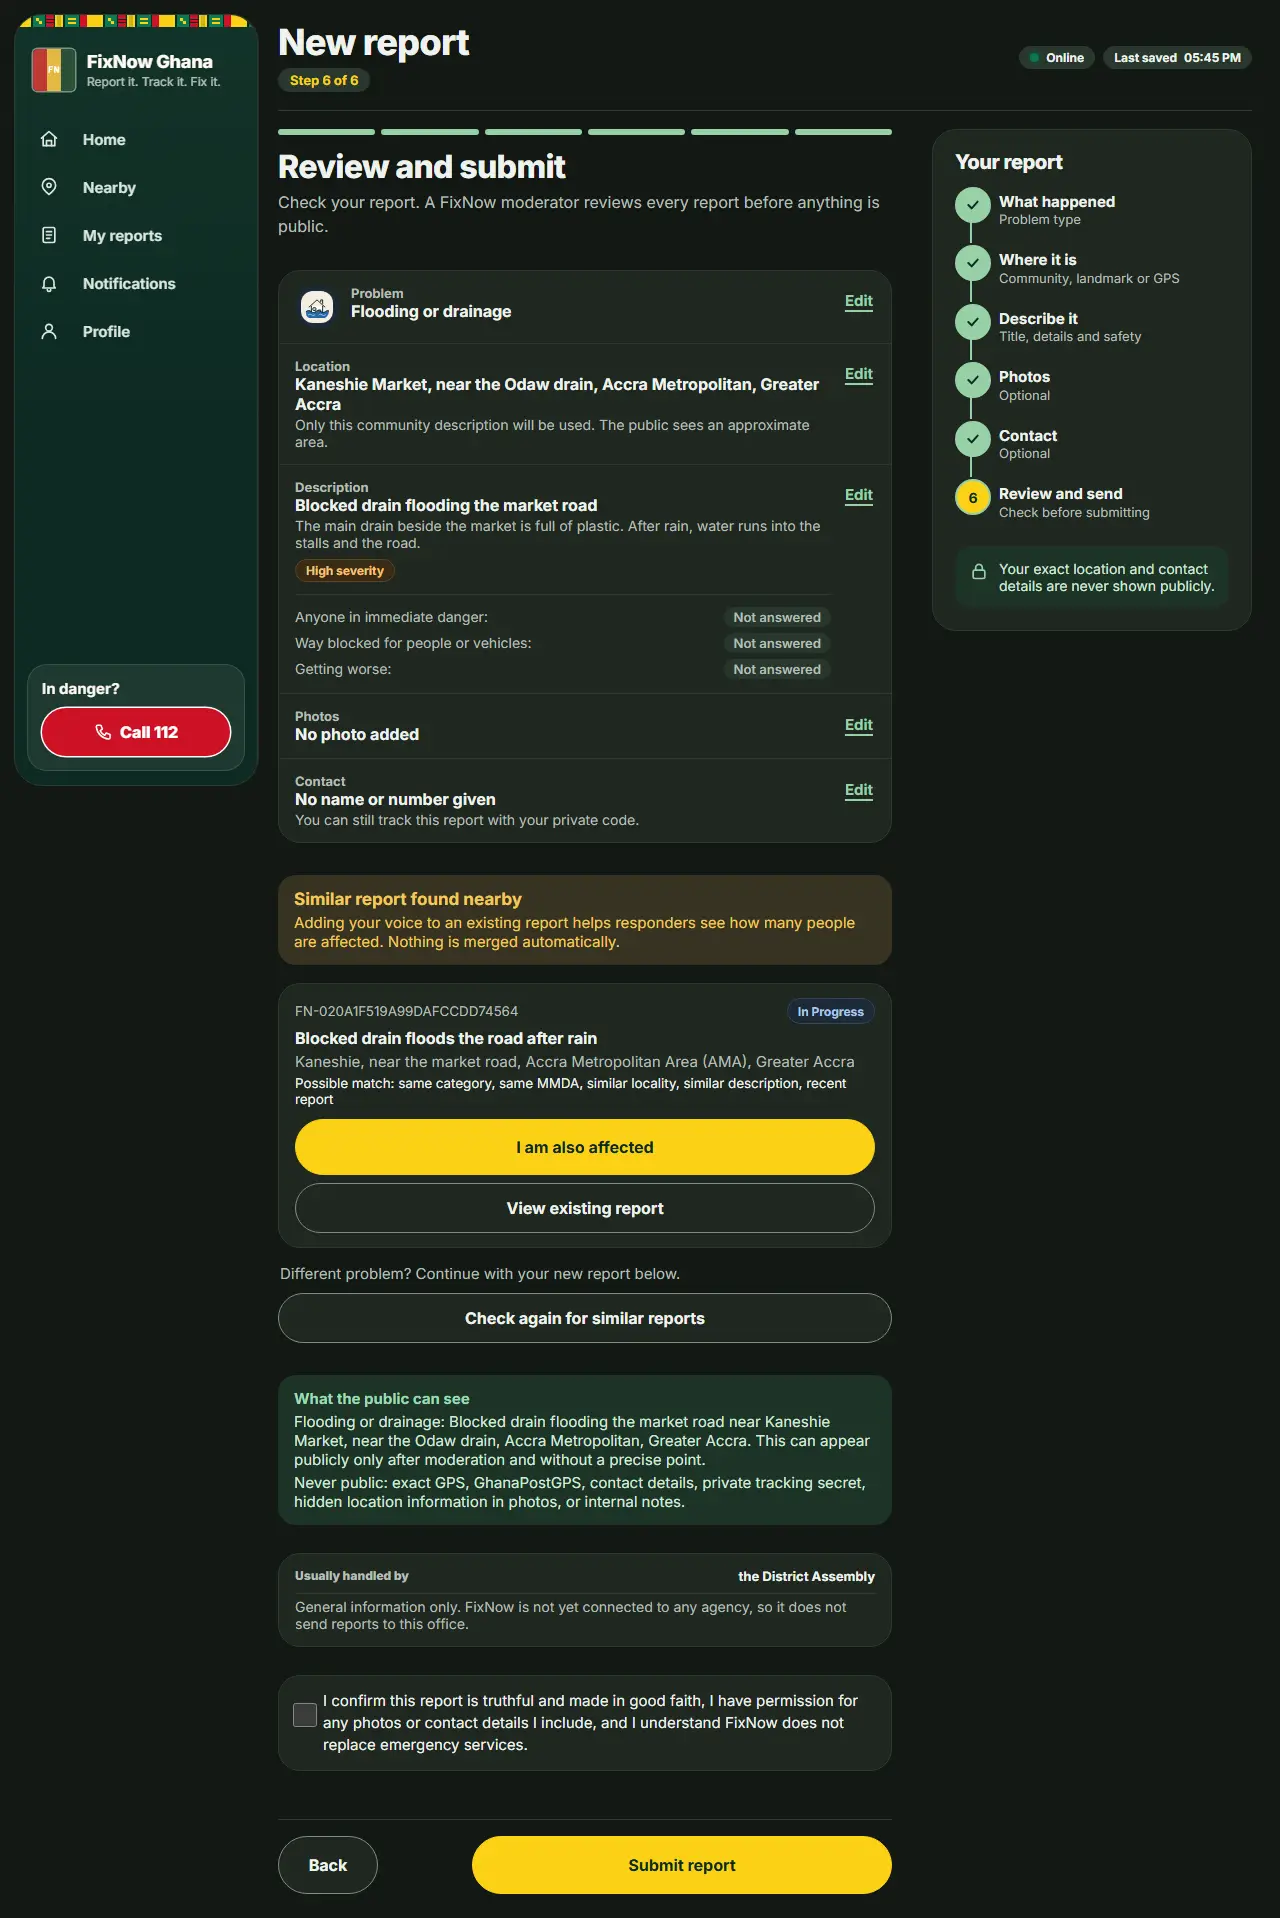 FN
FixNow Ghana
Report it. Track it. Fix it.
Home
Nearby
My reports
Notifications
Profile
In danger?
Call 112
New report
Step 6 of 6
Online
Last saved 05:45 PM
Review and submit
Check your report. A FixNow moderator reviews every report before anything is
public.
Problem
Flooding or drainage
Edit
Location
Kaneshie Market, near the Odaw drain, Accra Metropolitan, Greater
Accra
Only this community description will be used. The public sees an approximate
area.
Edit
Description
Blocked drain flooding the market road
The main drain beside the market is full of plastic. After rain, water runs into the
stalls and the road.
High severity
Edit
Anyone in immediate danger: Not answered
Way blocked for people or vehicles: Not answered
Getting worse: Not answered
Photos
No photo added
Edit
Contact
No name or number given
You can still track this report with your private code.
Edit
Similar report found nearby
Adding your voice to an existing report helps responders see how many people
are affected. Nothing is merged automatically.
FN-020A1F519A99DAFCCDD74564
In Progress
Blocked drain floods the road after rain
Kaneshie, near the market road, Accra Metropolitan Area (AMA), Greater Accra
Possible match: same category, same MMDA, similar locality, similar description, recent
report
I am also affected
View existing report
Different problem? Continue with your new report below.
Check again for similar reports
What the public can see
Flooding or drainage: Blocked drain flooding the market road near Kaneshie
Market, near the Odaw drain, Accra Metropolitan, Greater Accra. This can appear
publicly only after moderation and without a precise point.
Never public: exact GPS, GhanaPostGPS, contact details, private tracking secret,
hidden location information in photos, or internal notes.
Usually handled by the District Assembly
General information only. FixNow is not yet connected to any agency, so it does not
send reports to this office.
I confirm this report is truthful and made in good faith, I have permission for
any photos or contact details I include, and I understand FixNow does not
replace emergency services.
Back
Submit report
Your report
What happened
Problem type
Where it is
Community, landmark or GPS
Describe it
Title, details and safety
Photos
Optional
Contact
Optional
6
Review and send
Check before submitting
Your exact location and contact
details are never shown publicly.